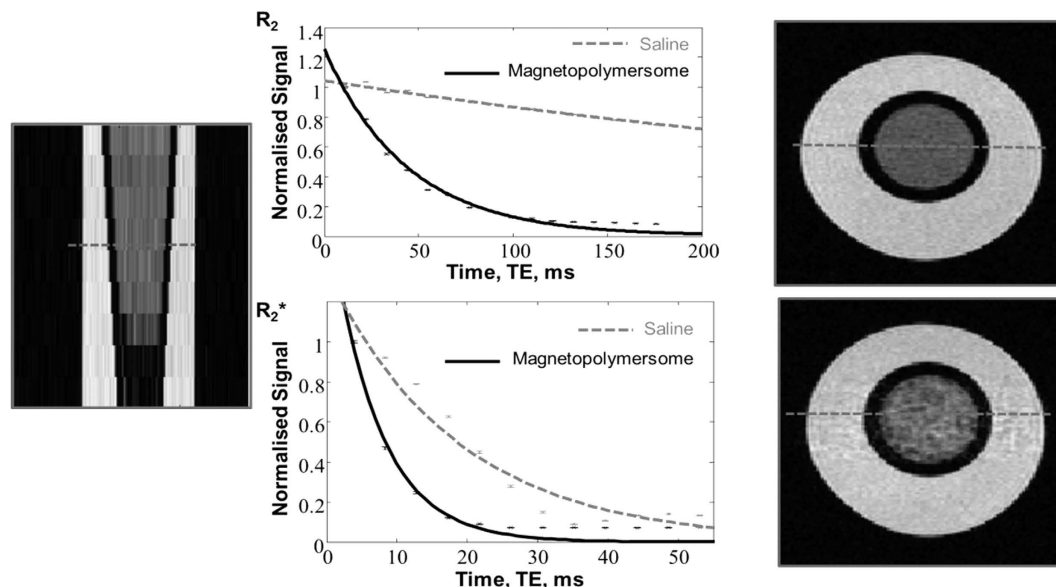 R2
1.4
1.2
1
0.8
0.6
0.4
0.2
0
Normalised Signal
Saline
Magnetopolymersome
0 50 100 150 200
Time, TE, ms
R2*
1
0.8
0.6
0.4
0.2
0
Normalised Signal
Saline
Magnetopolymersome
0 10 20 30 40 50
Time, TE, ms